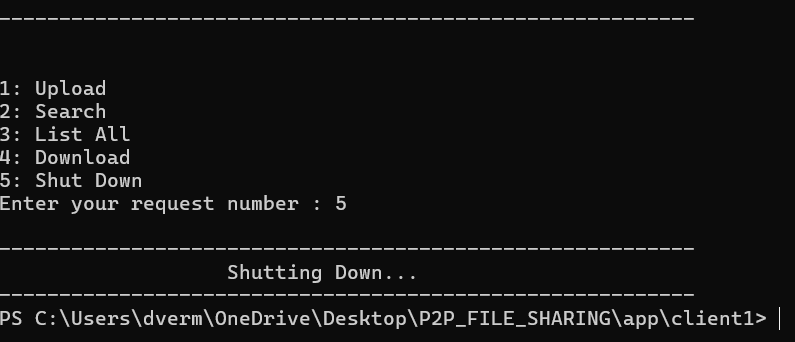 ----------------------------------------------------------
1: Upload
2: Search
3: List All
4: Download
5: Shut Down
Enter your request number : 5
----------------------------------------------------------
Shutting Down...
----------------------------------------------------------
PS C:\Users\dverm\OneDrive\Desktop\P2P_FILE_SHARING\app\client1>